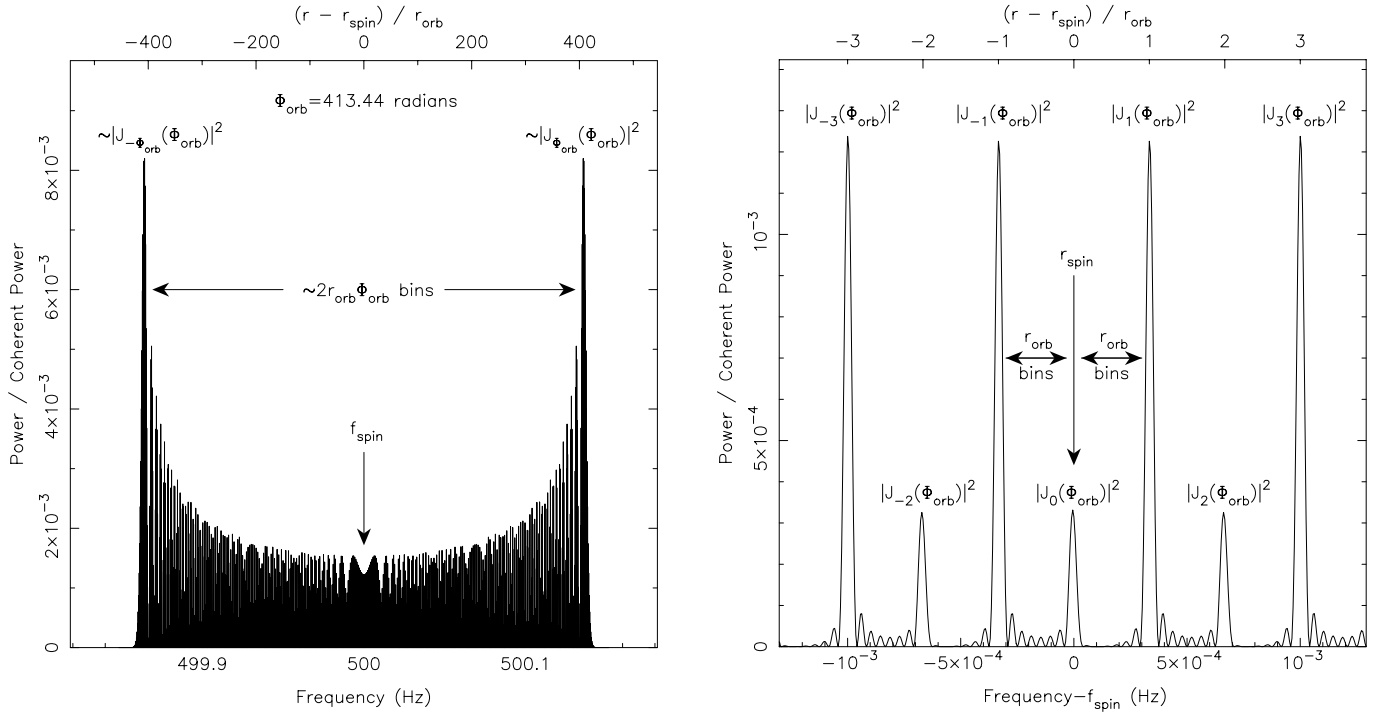 (r − r_spin) / r_orb
−400 −200 0 200 400
Φ_orb=413.44 radians
~|J_−Φ_orb(Φ_orb)|²
~|J_Φ_orb(Φ_orb)|²
8×10⁻³
6×10⁻³
4×10⁻³
2×10⁻³
0
Power / Coherent Power
~2r_orbΦ_orb bins
f_spin
499.9 500 500.1
Frequency (Hz)
(r − r_spin) / r_orb
−3 −2 −1 0 1 2 3
|J_−3(Φ_orb)|²
|J_−1(Φ_orb)|²
|J_1(Φ_orb)|²
|J_3(Φ_orb)|²
10⁻³
5×10⁻⁴
0
Power / Coherent Power
r_spin
r_orb
bins
r_orb
bins
|J_−2(Φ_orb)|²
|J_0(Φ_orb)|²
|J_2(Φ_orb)|²
−10⁻³ −5×10⁻⁴ 0 5×10⁻⁴ 10⁻³
Frequency−f_spin (Hz)